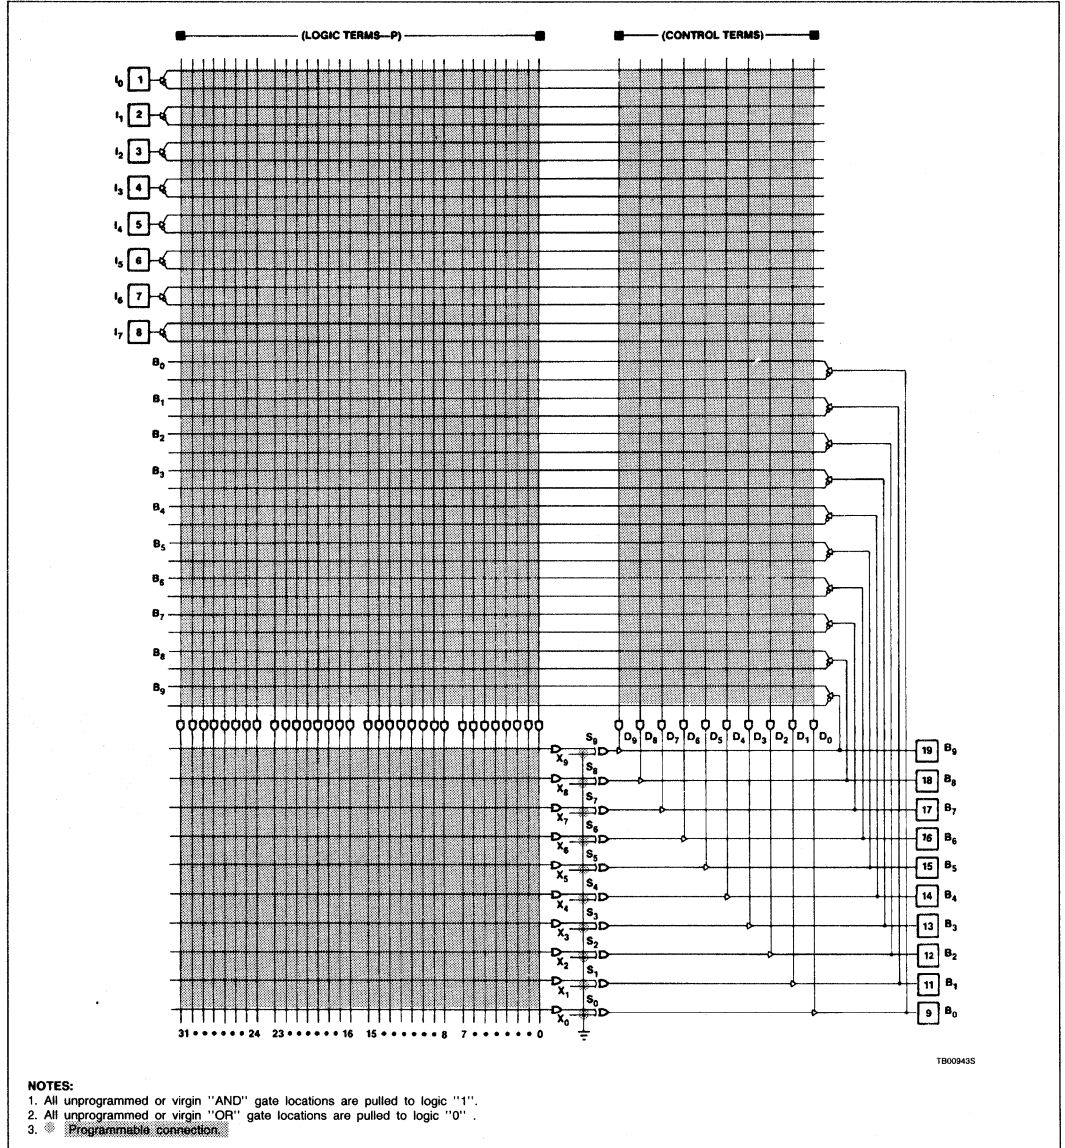 (LOGIC TERMS—P) (CONTROL TERMS)
I0 1
I1 2
I2 3
I3 4
I4 5
I5 6
I6 7
I7 8
B0
B1
B2
B3
B4
B5
B6
B7
B8
B9
S9 D9 D8 D7 D6 D5 D4 D3 D2 D1 D0
X9 19 B9
S8
X8 18 B8
S7
X7 17 B7
S6
X6 16 B6
S5
X5 15 B5
S4
X4 14 B4
S3
X3 13 B3
S2
X2 12 B2
S1
X1 11 B1
S0
X0 9 B0
31 • • • • • • 24 23 • • • • • • 16 15 • • • • • • 8 7 • • • • • • 0
TB00943S
NOTES:
1. All unprogrammed or virgin ''AND'' gate locations are pulled to logic ''1''.
2. All unprogrammed or virgin ''OR'' gate locations are pulled to logic ''0'' .
3. Programmable connection.